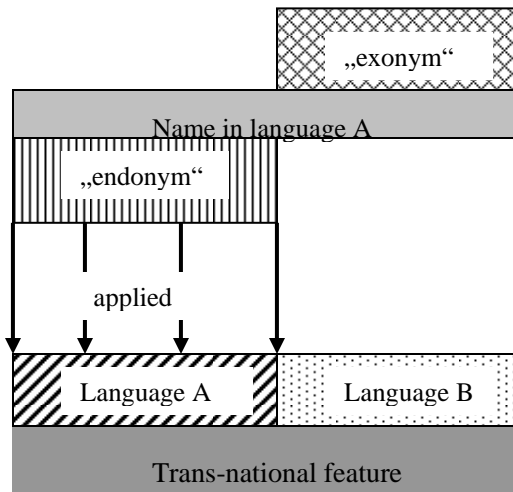 „exonym“
Name in language A
„endonym“
applied
Language A
Language B
Trans-national feature